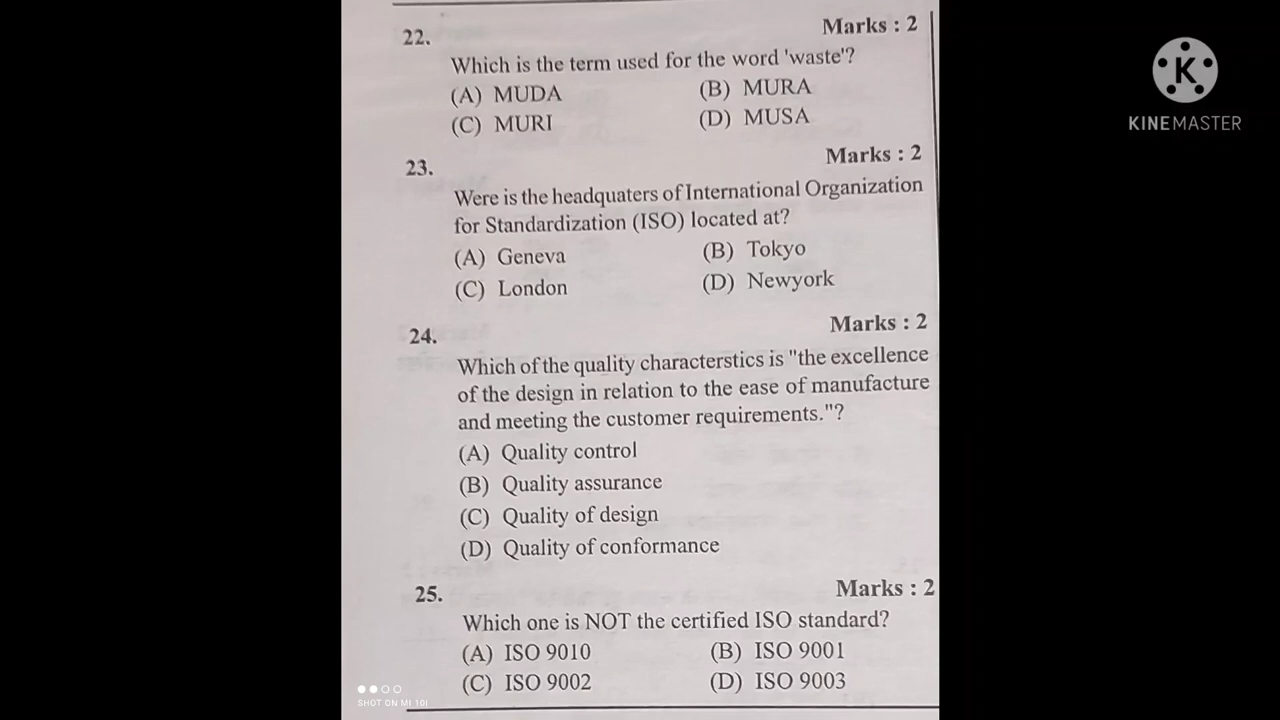 22.
Marks : 2
Which is the term used for the word 'waste'?
(A) MUDA (B) MURA
(C) MURI (D) MUSA
23.
Marks : 2
Were is the headquaters of International Organization
for Standardization (ISO) located at?
(A) Geneva (B) Tokyo
(C) London (D) Newyork
24.
Marks : 2
Which of the quality characterstics is "the excellence
of the design in relation to the ease of manufacture
and meeting the customer requirements."?
(A) Quality control
(B) Quality assurance
(C) Quality of design
(D) Quality of conformance
25.
Marks : 2
Which one is NOT the certified ISO standard?
(A) ISO 9010 (B) ISO 9001
(C) ISO 9002 (D) ISO 9003
SHOT ON MI 10I
K
KINEMASTER